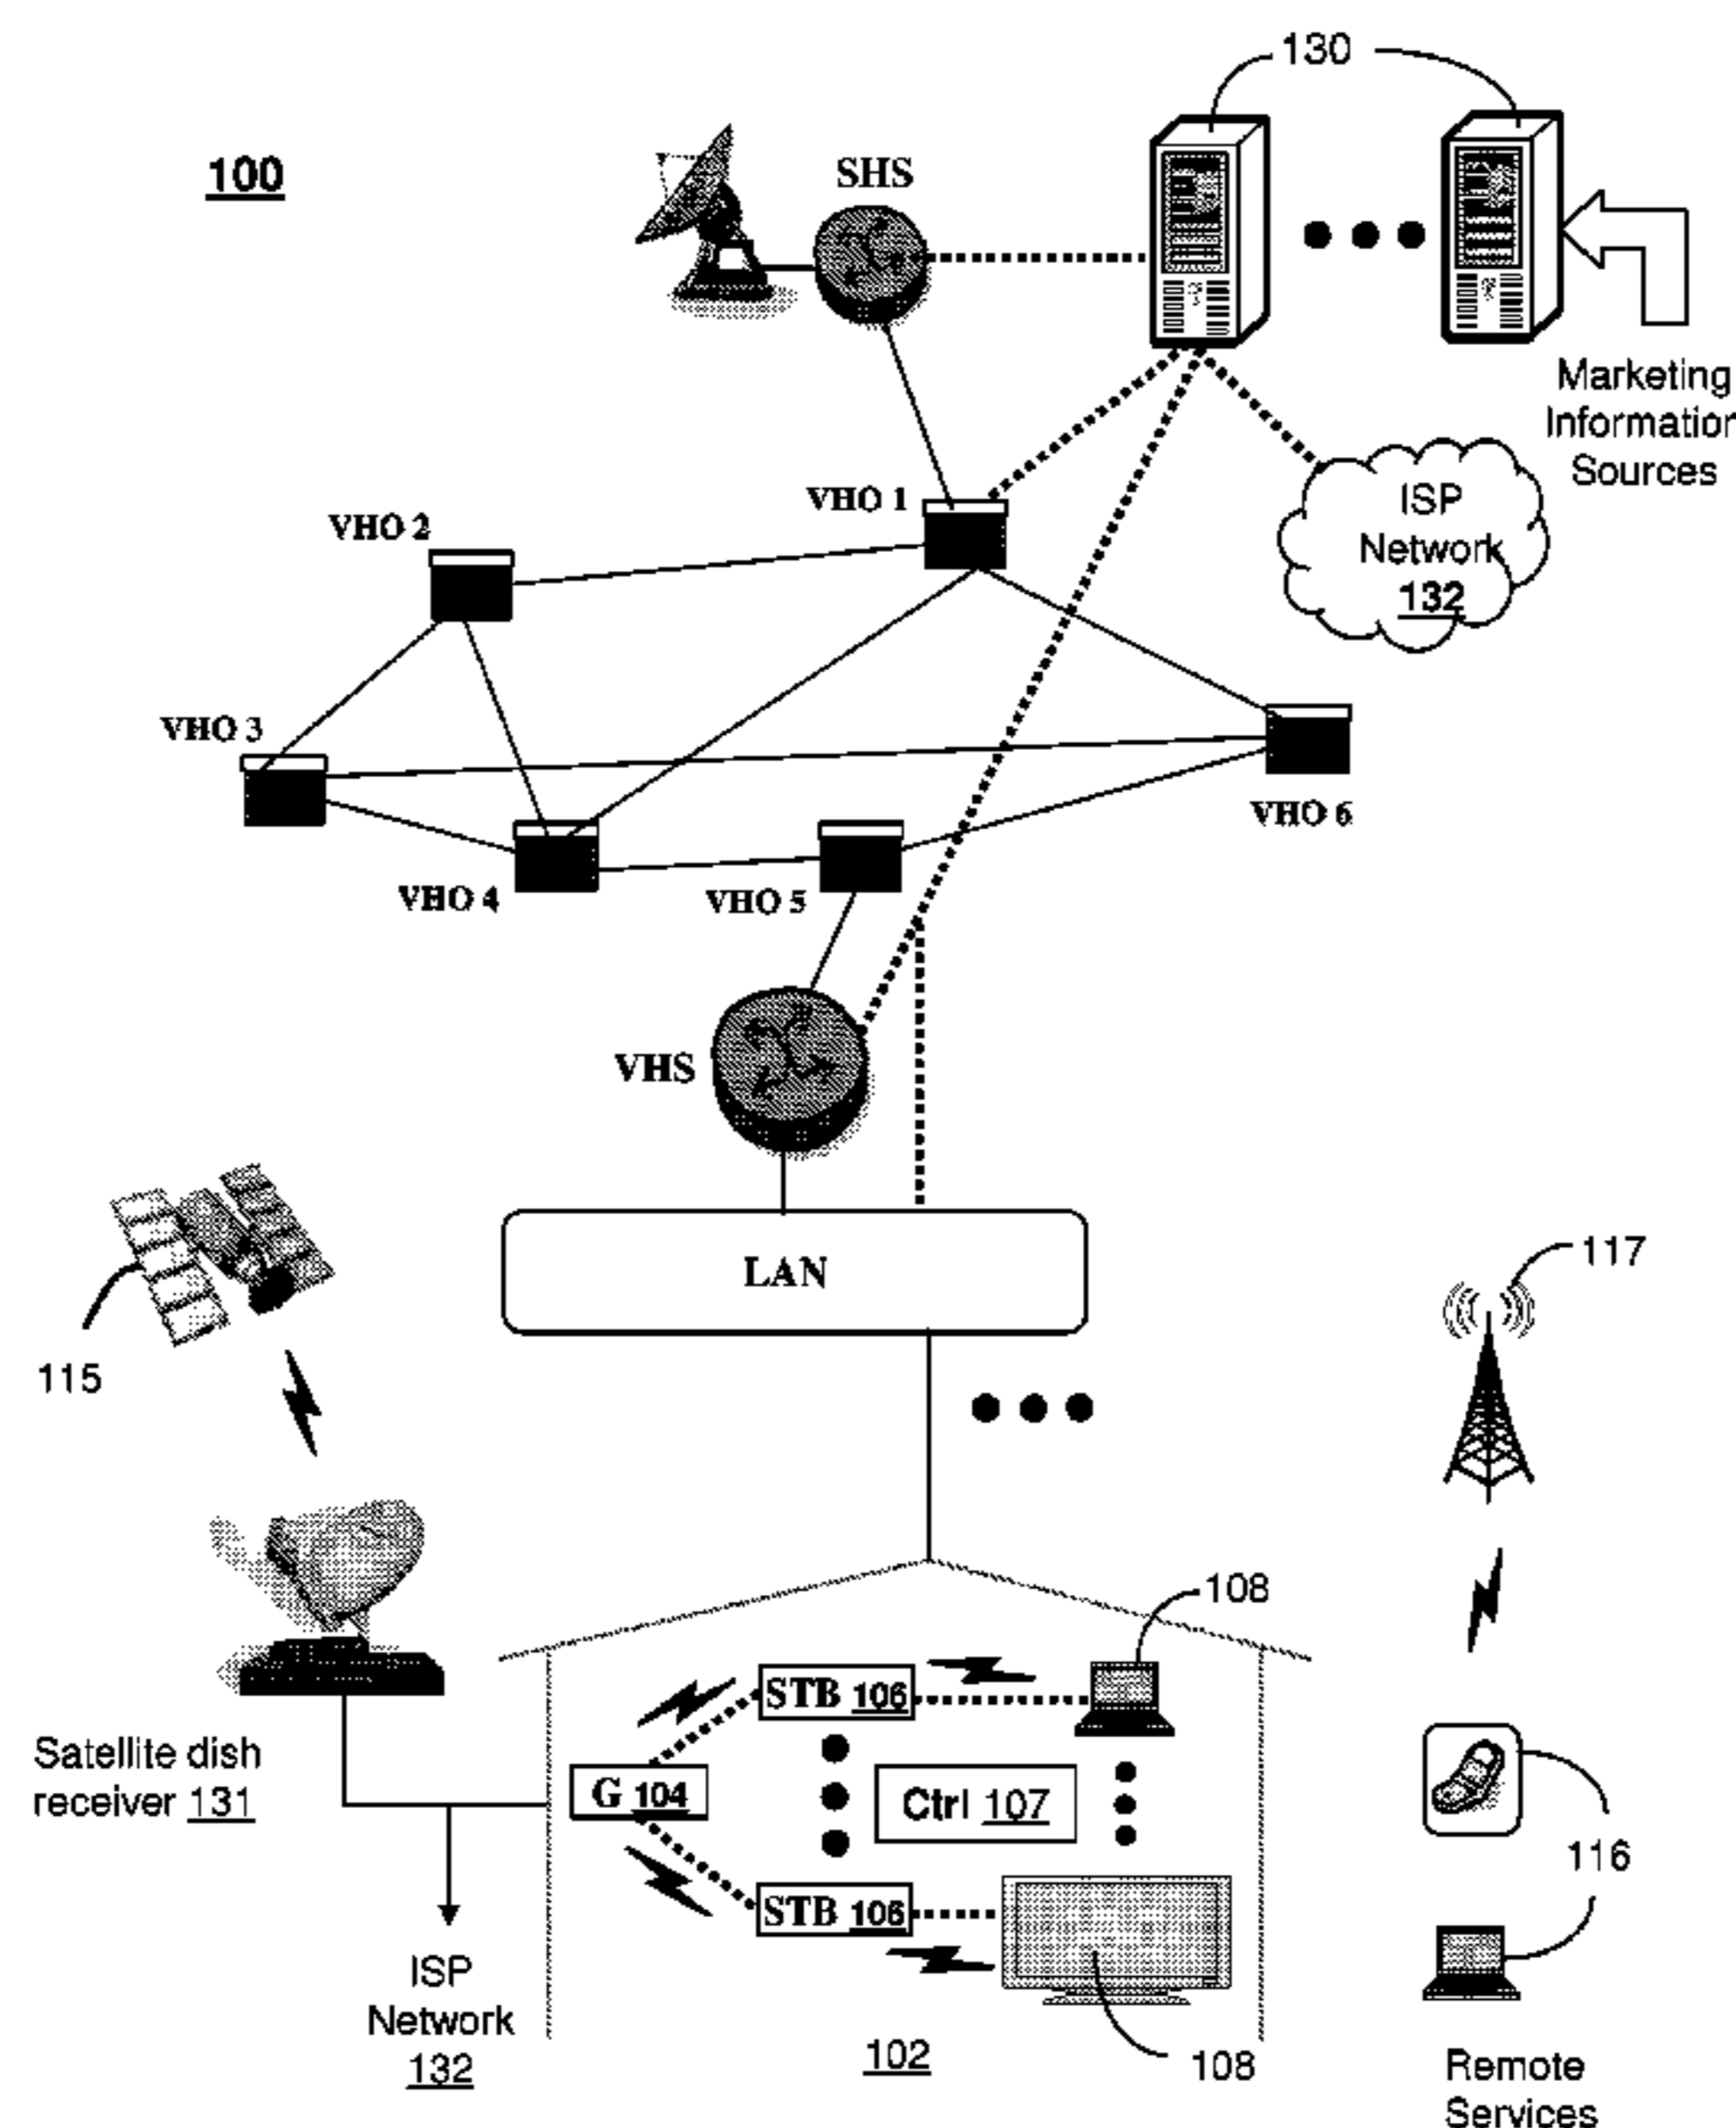 130
100
SHS
Marketing
Information
Sources
ISP
Network
132
VHO 1
VHO 2
VHO 3
VHO 6
VHO 4
VHO 5
VHS
LAN
117
115
108
STB 106
Satellite dish
receiver 131
G 104
Ctrl 107
116
STB 106
ISP
Network
132
102
108
Remote
Services